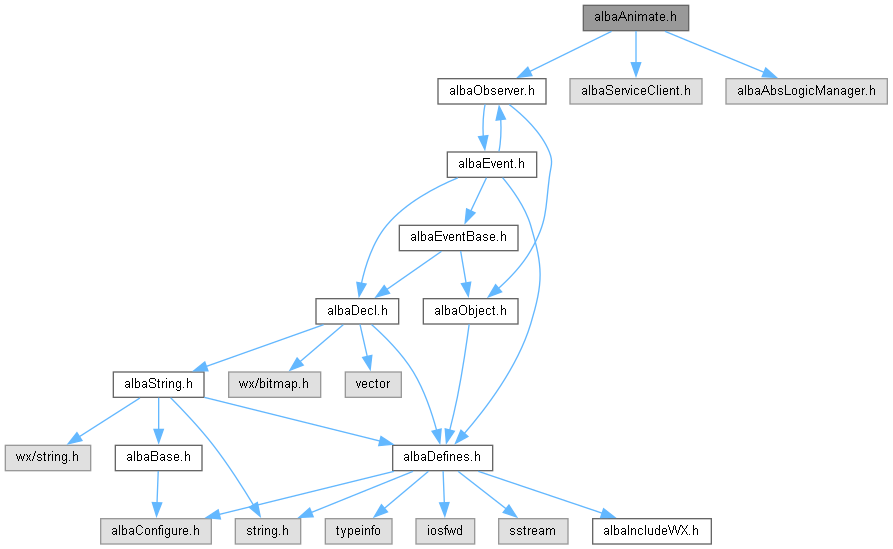 albaAnimate.h
albaObserver.h
albaServiceClient.h
albaAbsLogicManager.h
albaEvent.h
albaEventBase.h
albaDecl.h
albaObject.h
albaString.h
wx/bitmap.h
vector
wx/string.h
albaBase.h
albaDefines.h
albaConfigure.h
string.h
typeinfo
iosfwd
sstream
albaIncludeWX.h